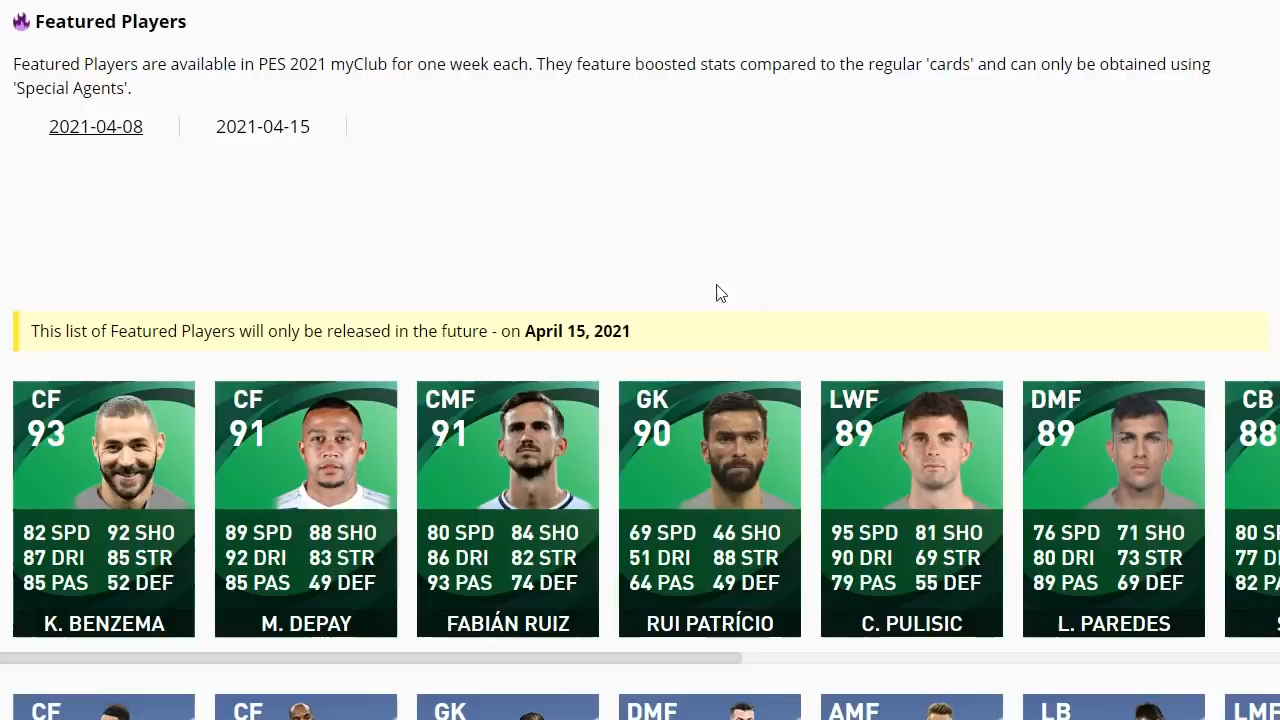 Featured Players
Featured Players are available in PES 2021 myClub for one week each. They feature boosted stats compared to the regular 'cards' and can only be obtained using
'Special Agents'.
2021-04-08
2021-04-15
This list of Featured Players will only be released in the future - on April 15, 2021
CF
93
82 SPD 92 SHO
87 DRI 85 STR
85 PAS 52 DEF
K. BENZEMA
CF
91
89 SPD 88 SHO
92 DRI 83 STR
85 PAS 49 DEF
M. DEPAY
CMF
91
80 SPD 84 SHO
86 DRI 82 STR
93 PAS 74 DEF
FABIÁN RUIZ
GK
90
69 SPD 46 SHO
51 DRI 88 STR
64 PAS 49 DEF
RUI PATRÍCIO
LWF
89
95 SPD 81 SHO
90 DRI 69 STR
79 PAS 55 DEF
C. PULISIC
DMF
89
76 SPD 71 SHO
80 DRI 73 STR
89 PAS 69 DEF
L. PAREDES
CB
88
80
77
82
CF
CF
GK
DMF
AMF
LB
LMF